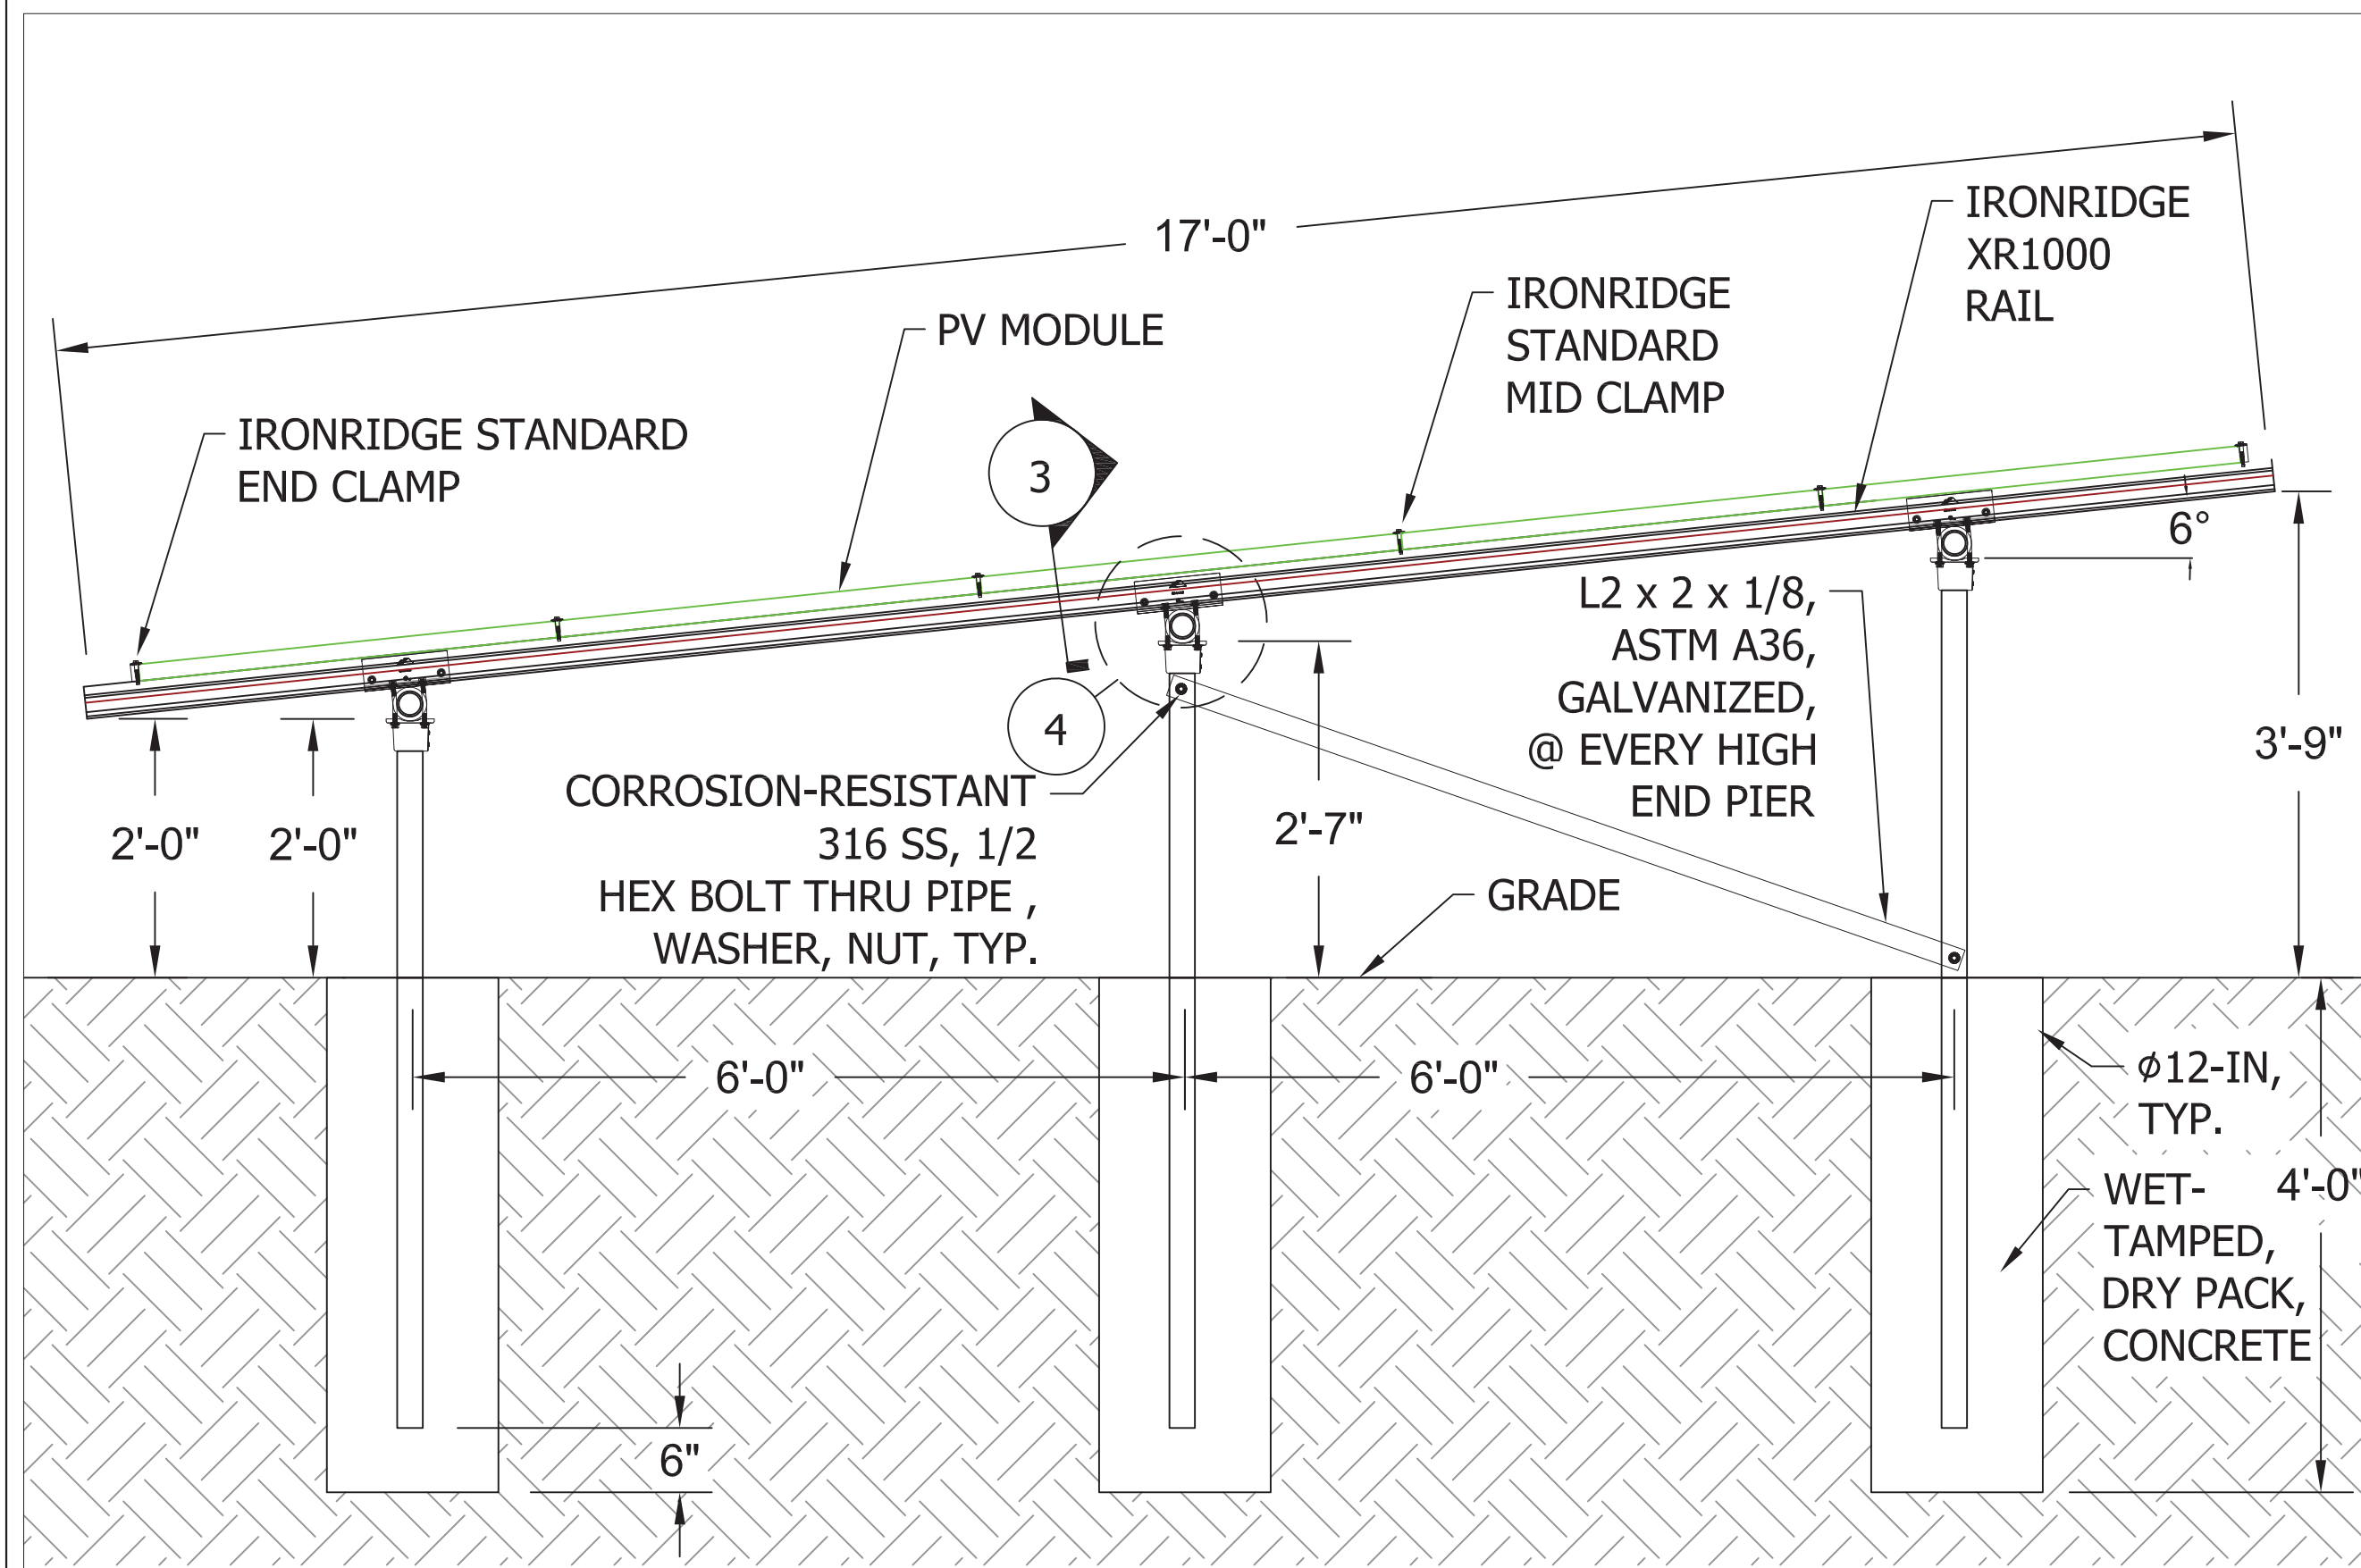 17'-0"
IRONRIDGE
XR1000
RAIL
IRONRIDGE
STANDARD
MID CLAMP
PV MODULE
IRONRIDGE STANDARD
END CLAMP
3
6°
L2 x 2 x 1/8,
ASTM A36,
GALVANIZED,
@ EVERY HIGH
END PIER
4
3'-9"
CORROSION-RESISTANT
316 SS, 1/2
HEX BOLT THRU PIPE ,
WASHER, NUT, TYP.
2'-0"
2'-0"
2'-7"
GRADE
6'-0"
6'-0"
ϕ12-IN,
TYP.
WET-
TAMPED,
DRY PACK,
CONCRETE
4'-0"
6"